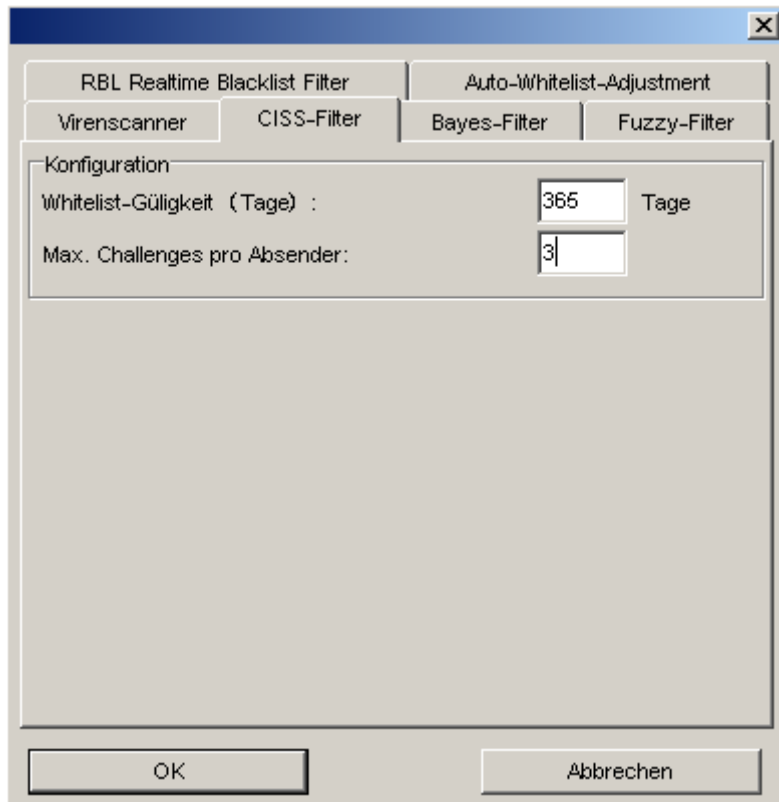 RBL Realtime Blacklist Filter
Auto-Whitelist-Adjustment
Virenscanner
CISS-Filter
Bayes-Filter
Fuzzy-Filter
Konfiguration
Whitelist-Güligkeit (Tage) : 365 Tage
Max. Challenges pro Absender: 3
OK
Abbrechen